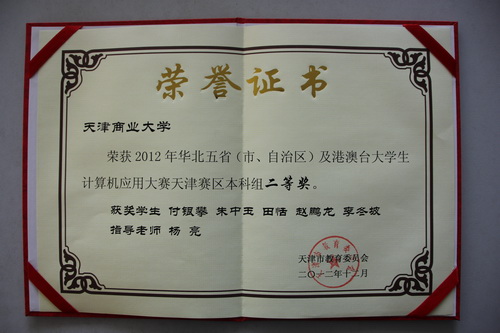 荣誉证书
天津商业大学
荣获2012年华北五省(市、自治区)及港澳台大学生
计算机应用大赛天津赛区本科组二等奖。
获奖学生 付银攀 朱中玉 田恬 赵鹏龙 李冬坡
指导老师 杨亮
天津市教育委员会
二〇一二年十二月